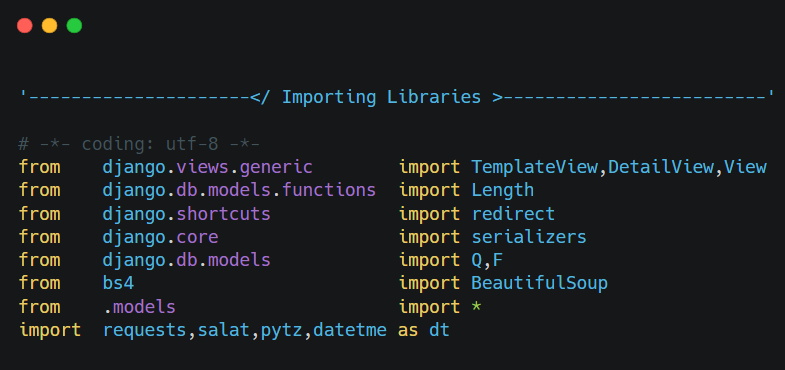 '---------------------</ Importing Libraries >-------------------------'
# -*- coding: utf-8 -*-
from    django.views.generic        import TemplateView,DetailView,View
from    django.db.models.functions  import Length
from    django.shortcuts            import redirect
from    django.core                 import serializers
from    django.db.models            import Q,F
from    bs4                         import BeautifulSoup
from    .models                     import *
import  requests,salat,pytz,datetme as dt